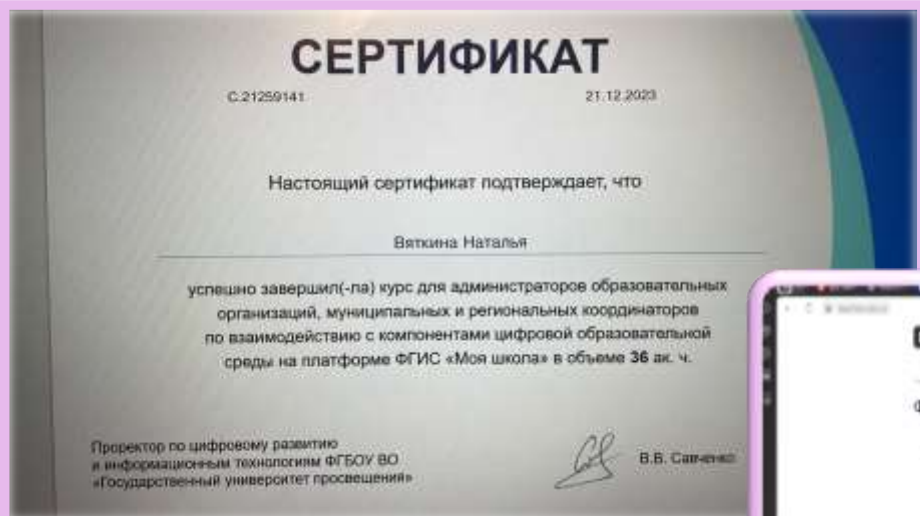 СЕРТИФИКАТ
С.21259141
21.12.2023
Настоящий сертификат подтверждает, что
Вяткина Наталья
успешно завершил(-ла) курс для администраторов образовательных
организаций, муниципальных и региональных координаторов
по взаимодействию с компонентами цифровой образовательной
среды на платформе ФГИС «Моя школа» в объеме 36 ак. ч.
Проректор по цифровому развитию
и информационным технологиям ФГБОУ ВО
«Государственный университет просвещения»
В.В. Савченко